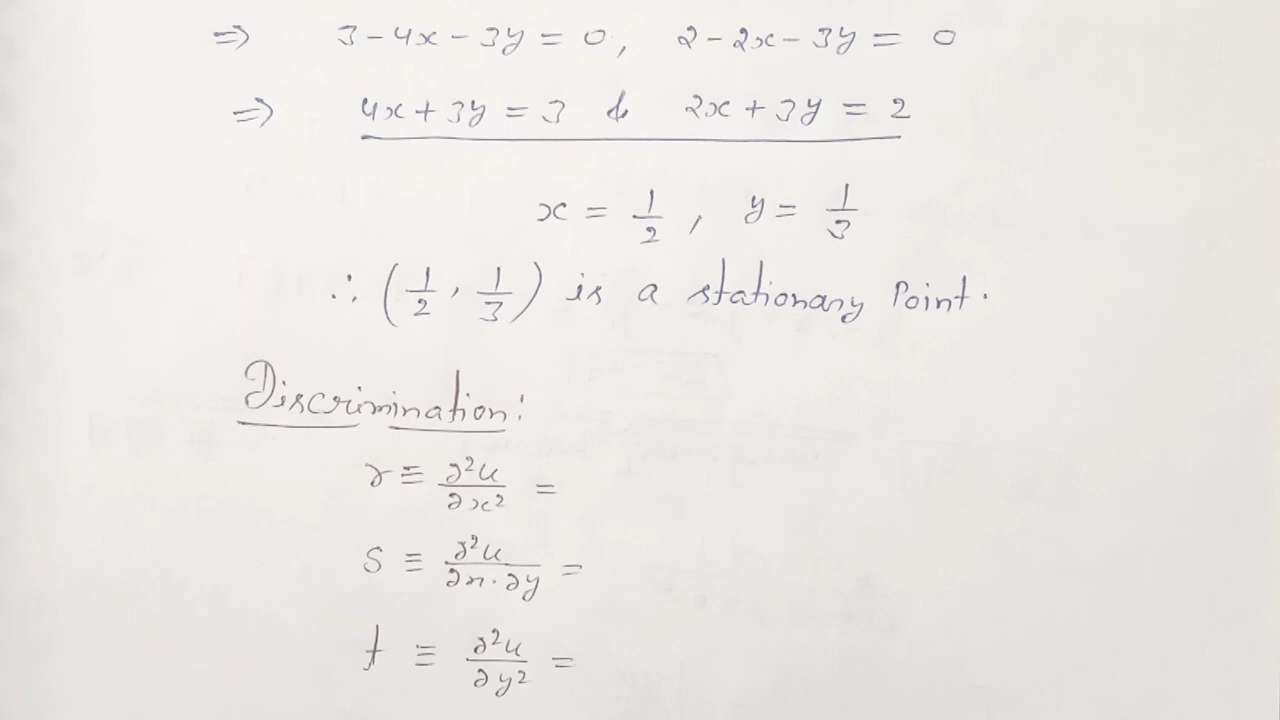 ⇒ 3 - 4x - 3y = 0, 2 - 2x - 3y = 0
⇒ 4x + 3y = 3 & 2x + 3y = 2
x = 1/2, y = 1/3
∴ (1/2, 1/3) is a stationary Point.
Discrimination:
r ≡ ∂²u/∂x² =
s ≡ ∂²u/∂x·∂y =
t ≡ ∂²u/∂y² =